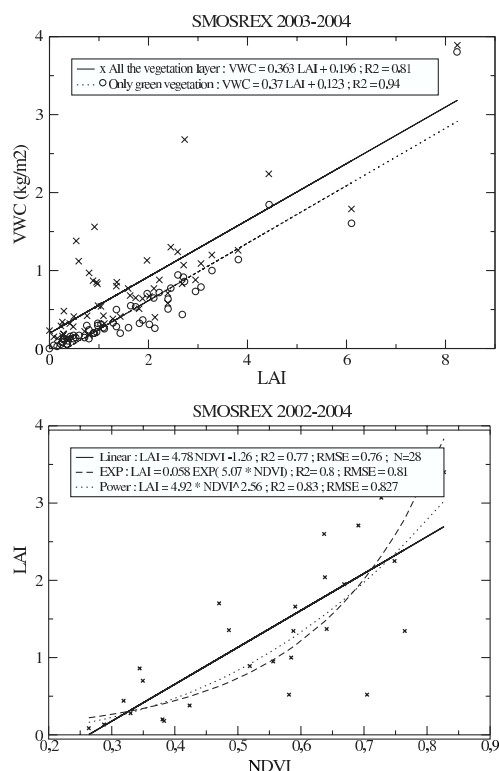 SMOSREX 2003-2004
4
x All the vegetation layer : VWC = 0.363 LAI + 0.196 ; R2 = 0.81
Only green vegetation : VWC = 0.37 LAI + 0.123 ; R2 = 0.94
3
VWC (kg/m2)
2
1
0
0 2 4 6 8
LAI
SMOSREX 2002-2004
4
Linear : LAI = 4.78 NDVI -1.26 ; R2 = 0.77 ; RMSE = 0.76 ; N=28
EXP : LAI = 0.058 EXP( 5.07 * NDVI) ; R2 = 0.8 ; RMSE = 0.81
Power : LAI = 4.92 * NDVI^2.56 ; R2 = 0.83 ; RMSE = 0.827
3
LAI
2
1
0
0,2 0,3 0,4 0,5 0,6 0,7 0,8 0,9
NDVI